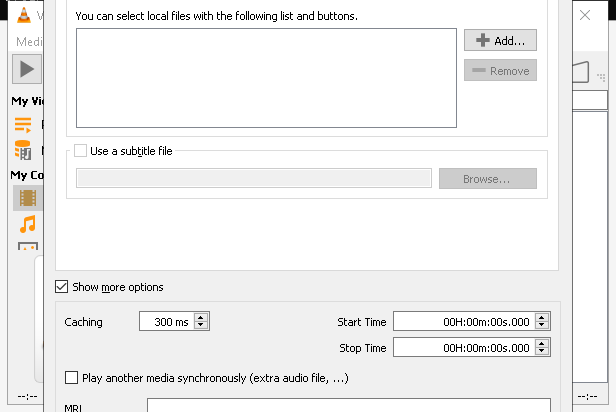 You can select local files with the following list and buttons.
Medi
Add...
Remove
My Vi
Use a subtitle file
Browse...
My Co
Show more options
Caching
300 ms
Start Time
00H:00m:00s.000
Stop Time
00H:00m:00s.000
Play another media synchronously (extra audio file, ...)
--:--
--:--
MRL